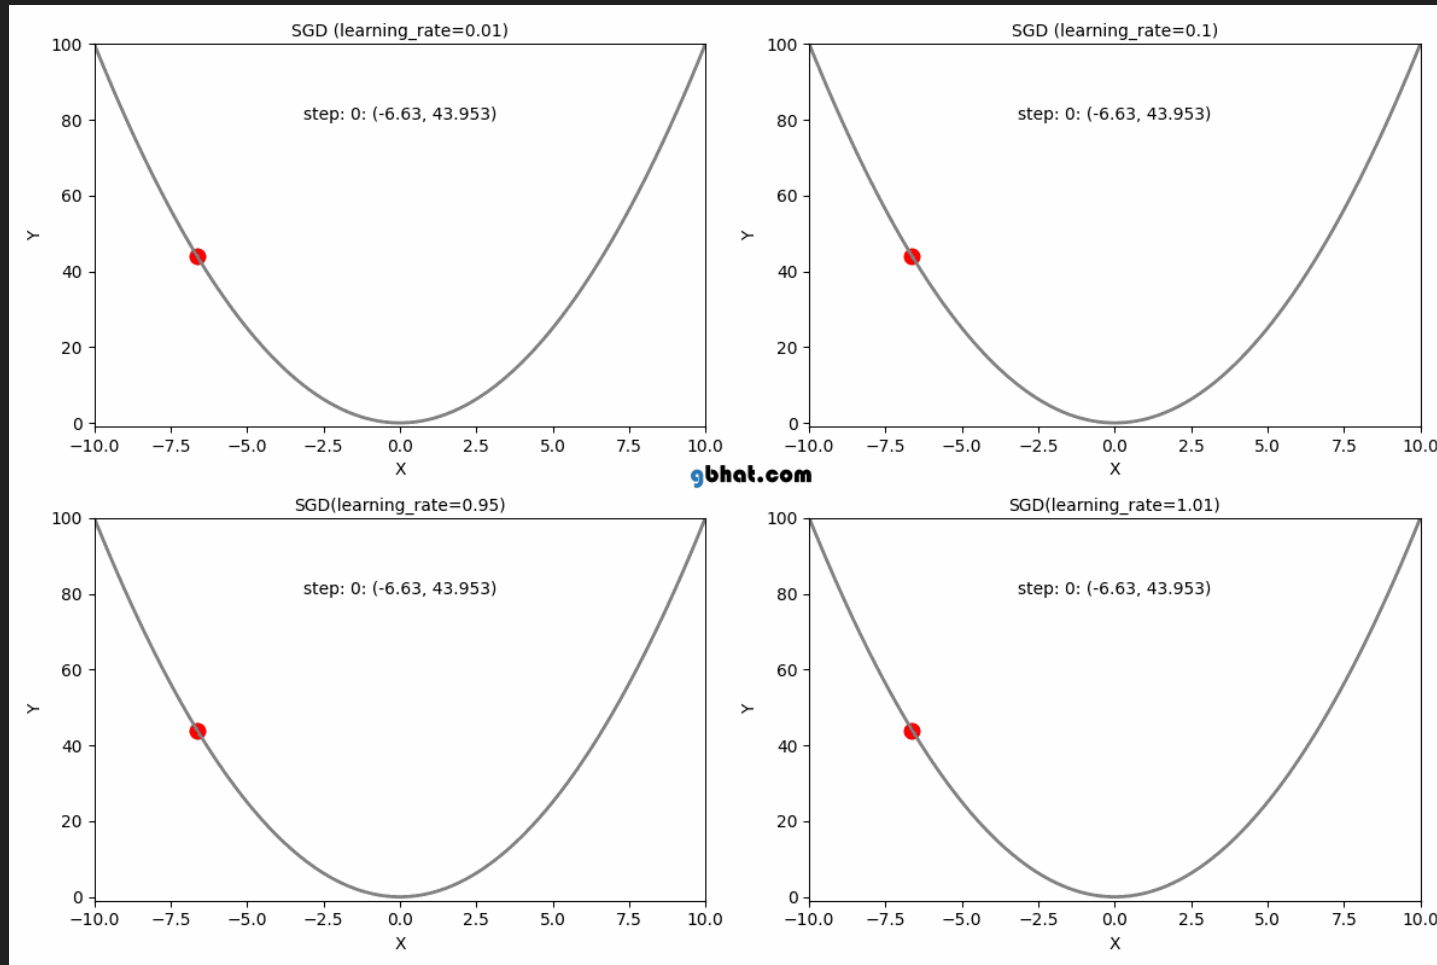 SGD (learning_rate=0.01)
100
80
60
40
20
0
Y
step: 0: (-6.63, 43.953)
−10.0 −7.5 −5.0 −2.5 0.0 2.5 5.0 7.5 10.0
X
SGD (learning_rate=0.1)
100
80
60
40
20
0
Y
step: 0: (-6.63, 43.953)
−10.0 −7.5 −5.0 −2.5 0.0 2.5 5.0 7.5 10.0
X
gbhat.com
SGD(learning_rate=0.95)
100
80
60
40
20
0
Y
step: 0: (-6.63, 43.953)
−10.0 −7.5 −5.0 −2.5 0.0 2.5 5.0 7.5 10.0
X
SGD(learning_rate=1.01)
100
80
60
40
20
0
Y
step: 0: (-6.63, 43.953)
−10.0 −7.5 −5.0 −2.5 0.0 2.5 5.0 7.5 10.0
X